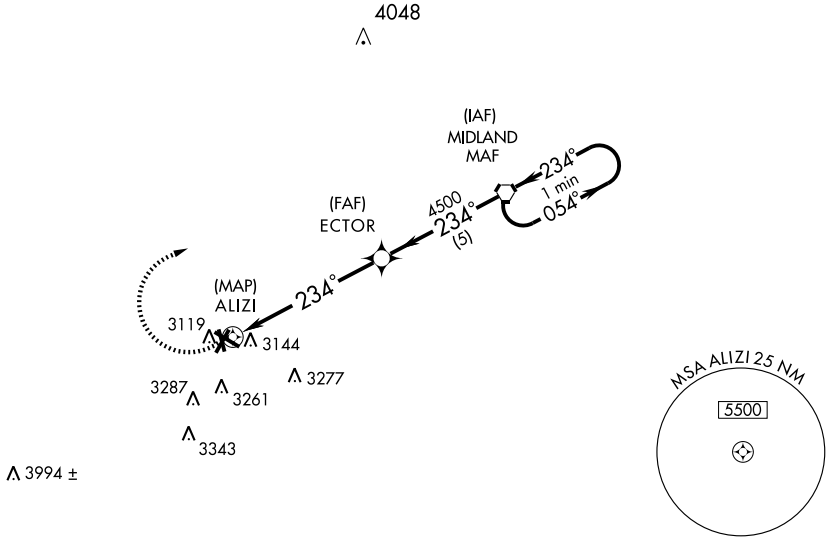 4048
(IAF)
MIDLAND
MAF
234°
1 min
054°
4500
234°
(5)
(FAF)
ECTOR
234°
(MAP)
ALIZI
3119
3144
3277
3287
3261
3343
3994 ±
MSA ALIZI 25 NM
5500